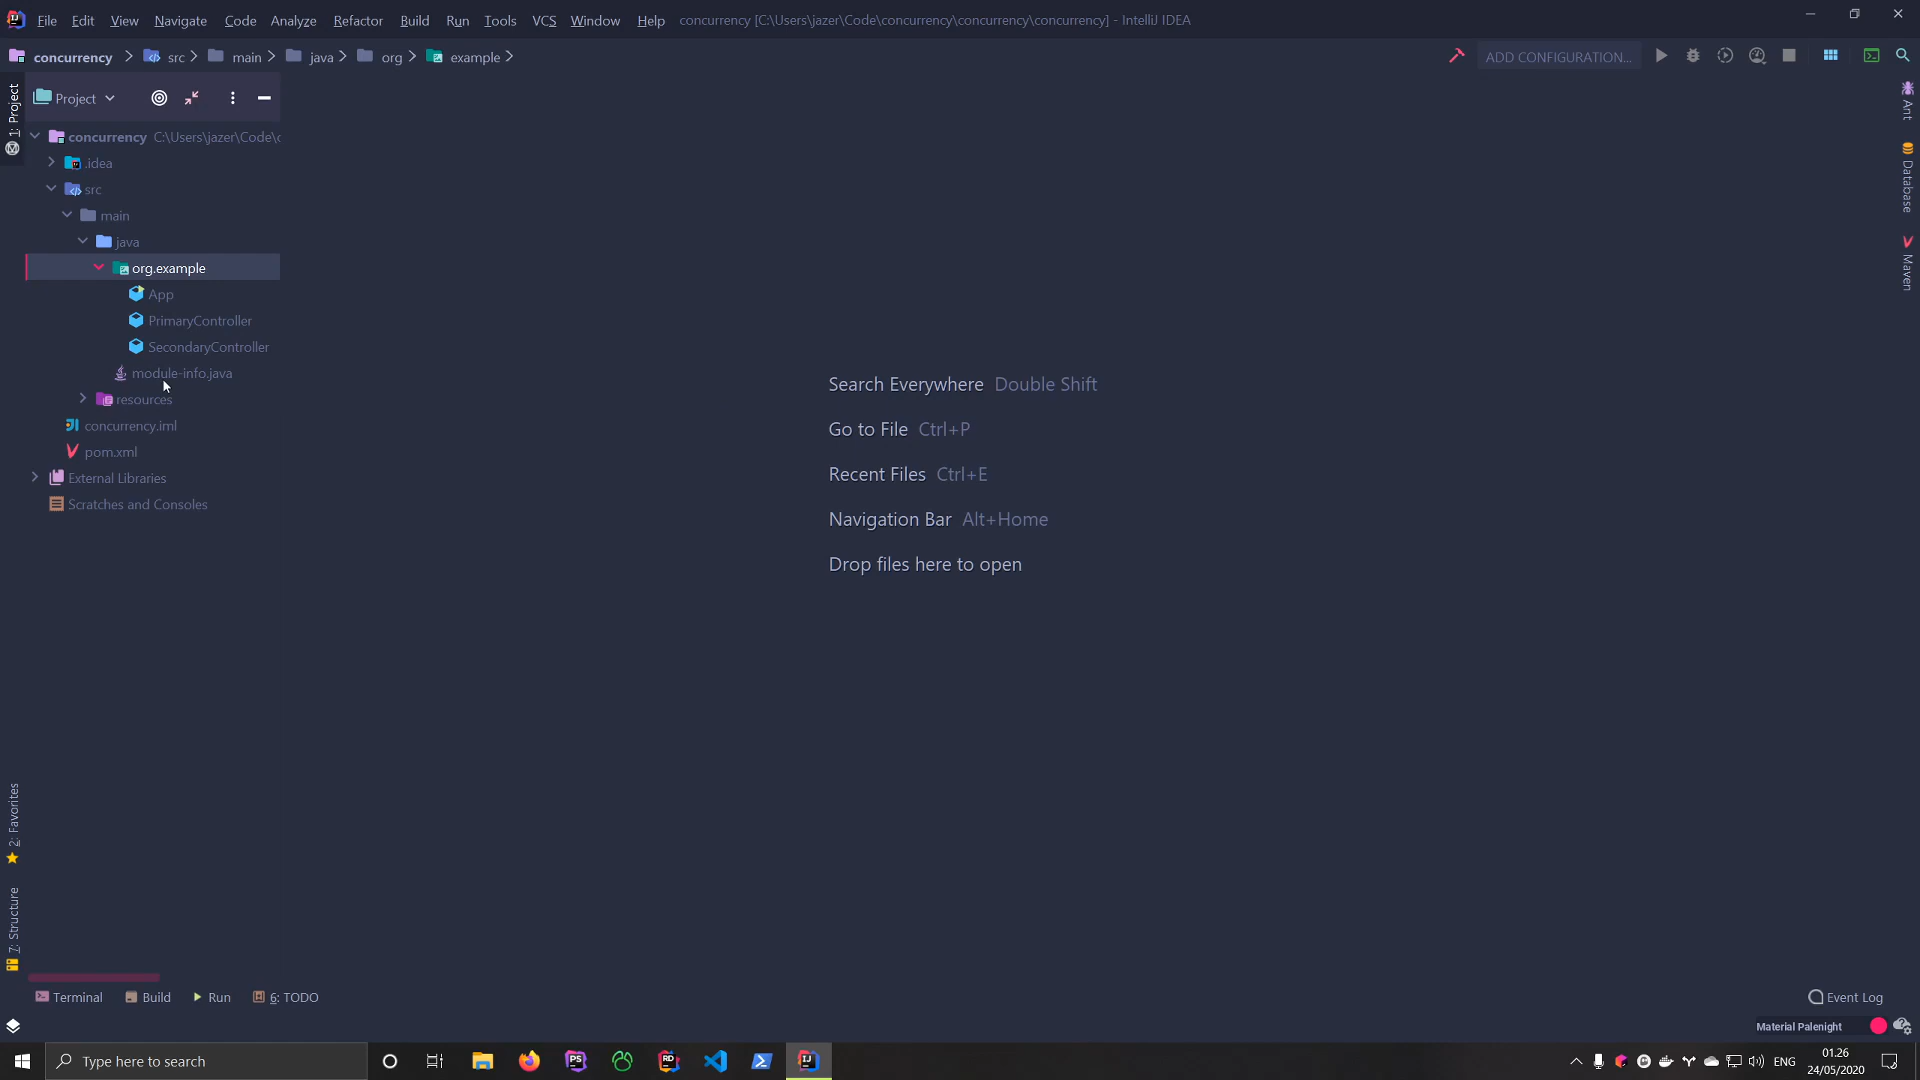 File Edit View Navigate Code Analyze Refactor Build Run Tools VCS Window Help concurrency [C:\Users\jazer\Code\concurrency\concurrency\concurrency] - IntelliJ IDEA
concurrency src main java org example ADD CONFIGURATION...
1: Project
Project
concurrency C:\Users\jazer\Code\c
.idea
src
main
java
org.example
App
PrimaryController
SecondaryController
module-info.java
resources
concurrency.iml
pom.xml
External Libraries
Scratches and Consoles
Search Everywhere Double Shift
Go to File Ctrl+P
Recent Files Ctrl+E
Navigation Bar Alt+Home
Drop files here to open
Ant
Database
Maven
2: Favorites
7: Structure
Terminal Build Run 6: TODO Event Log
Material Palenight
Type here to search PS RD IJ ENG 01.26
24/05/2020